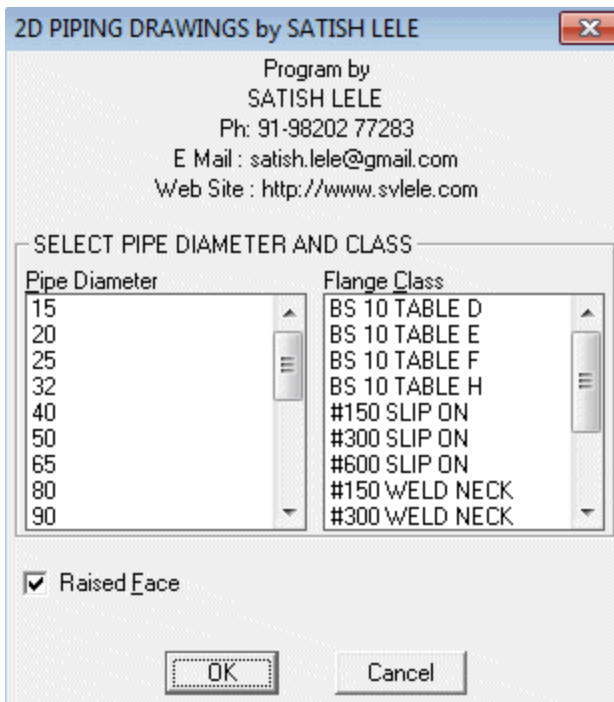 2D PIPING DRAWINGS by SATISH LELE
Program by
SATISH LELE
Ph: 91-98202 77283
E Mail : satish.lele@gmail.com
Web Site : http://www.svlele.com
SELECT PIPE DIAMETER AND CLASS
Pipe Diameter
15
20
25
32
40
50
65
80
90
Flange Class
BS 10 TABLE D
BS 10 TABLE E
BS 10 TABLE F
BS 10 TABLE H
#150 SLIP ON
#300 SLIP ON
#600 SLIP ON
#150 WELD NECK
#300 WELD NECK
Raised Face
OK
Cancel